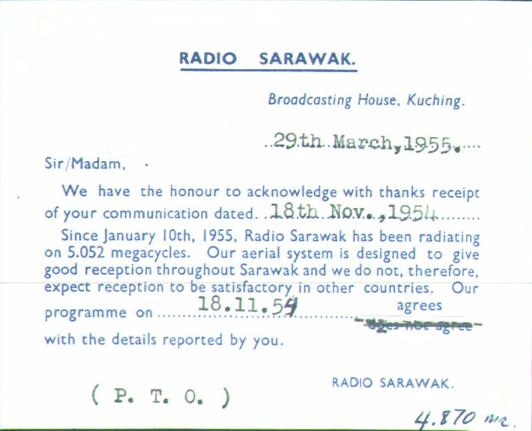 RADIO SARAWAK.
Broadcasting House, Kuching.
..29th March,1955.....
Sir/Madam,
We have the honour to acknowledge with thanks receipt
of your communication dated..18th Nov.,1954.........
Since January 10th, 1955, Radio Sarawak has been radiating
on 5.052 megacycles. Our aerial system is designed to give
good reception throughout Sarawak and we do not, therefore,
expect reception to be satisfactory in other countries. Our
programme on ..........18.11.54............ agrees
does not agree
with the details reported by you.
RADIO SARAWAK.
( P. T. O. )
4.870 mc.